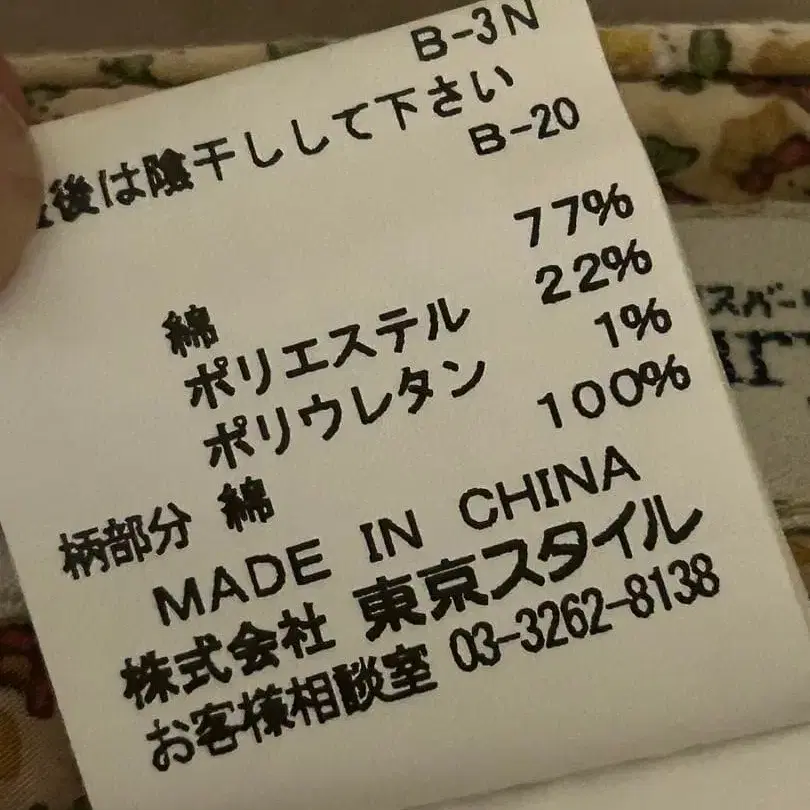 B-3N
後は陰干しして下さい
B-20
綿 77%
ポリエステル 22%
ポリウレタン 1%
柄部分 綿 100%
MADE IN CHINA
株式会社 東京スタイル
お客様相談室 03-3262-8138